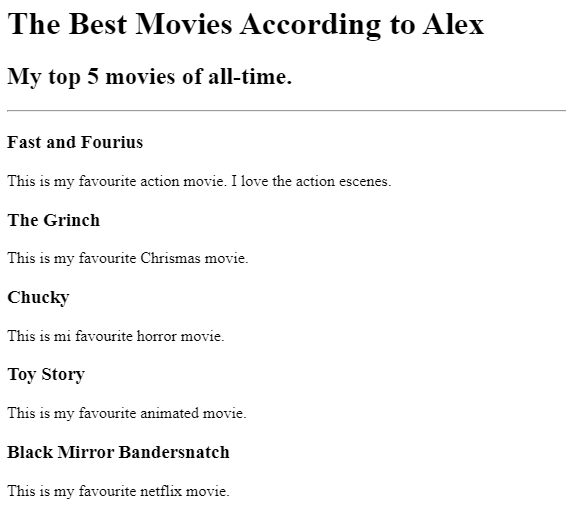 The Best Movies According to Alex
My top 5 movies of all-time.
Fast and Fourius
This is my favourite action movie. I love the action escenes.
The Grinch
This is my favourite Chrismas movie.
Chucky
This is mi favourite horror movie.
Toy Story
This is my favourite animated movie.
Black Mirror Bandersnatch
This is my favourite netflix movie.